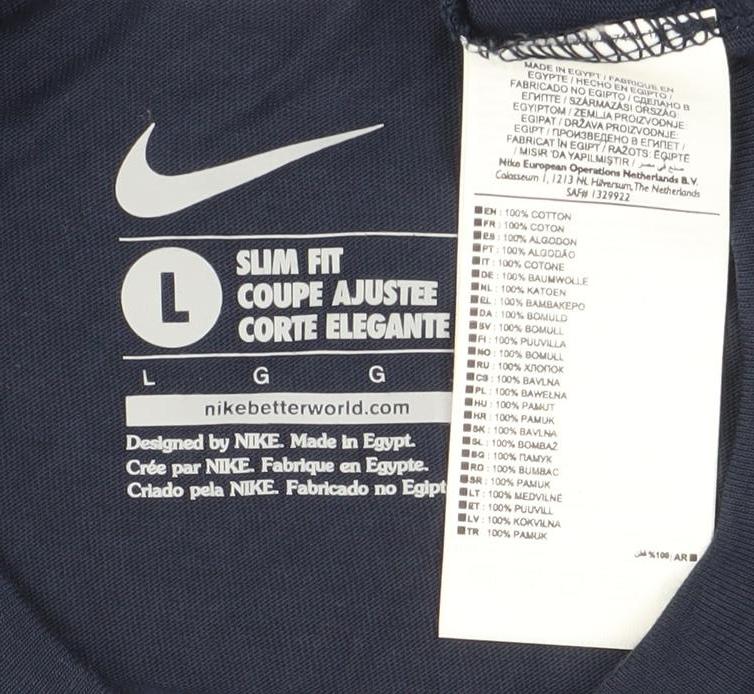 L
SLIM FIT
COUPE AJUSTEE
CORTE ELEGANTE
L G G
nikebetterworld.com
Designed by NIKE. Made in Egypt.
Crée par NIKE. Fabrique en Egypte.
Criado pela NIKE. Fabricado no Egipt
MADE IN EGYPT / FABRIQUE EN
EGYPTE / HECHO EN EGIPTO /
FABRICADO NO EGIPTO / СДЕЛАНО В
ЕГИПТЕ / SZÁRMAZÁSI ORSZÁG:
EGYIPTOM / ZEMLJA PROIZVODNJE
EGIPAT / DRŽAVA PROIZVODNJE:
EGIPT / ПРОИЗВЕДЕНО В ЕГИПЕТ /
FABRICAT ÎN EGIPT / RAŽOTS: ĒĢIPTE
/ MISIR 'DA YAPILMIŞTIR / صنع في مصر
Nike European Operations Netherlands B.V.
Colosseum 1, 1213 NL Hilversum, The Netherlands
SAF# 1329922
EN : 100% COTTON
FR : 100% COTON
ES : 100% ALGODON
PT : 100% ALGODÃO
IT : 100% COTONE
DE : 100% BAUMWOLLE
NL : 100% KATOEN
EL : 100% BAMBAKEPO
DA : 100% BOMULD
SV : 100% BOMULL
FI : 100% PUUVILLA
NO : 100% BOMULL
RU : 100% ХЛОПОК
CS : 100% BAVLNA
PL : 100% BAWEŁNA
HU : 100% PAMUT
HR : 100% PAMUK
SK : 100% BAVLNA
SL : 100% BOMBAŽ
BG : 100% ПАМУК
RO : 100% BUMBAC
SR : 100% PAMUK
LT : 100% MEDVILNĖ
ET : 100% PUUVILL
LV : 100% KOKVILNA
TR 100% PAMUK
AR 100% قطن